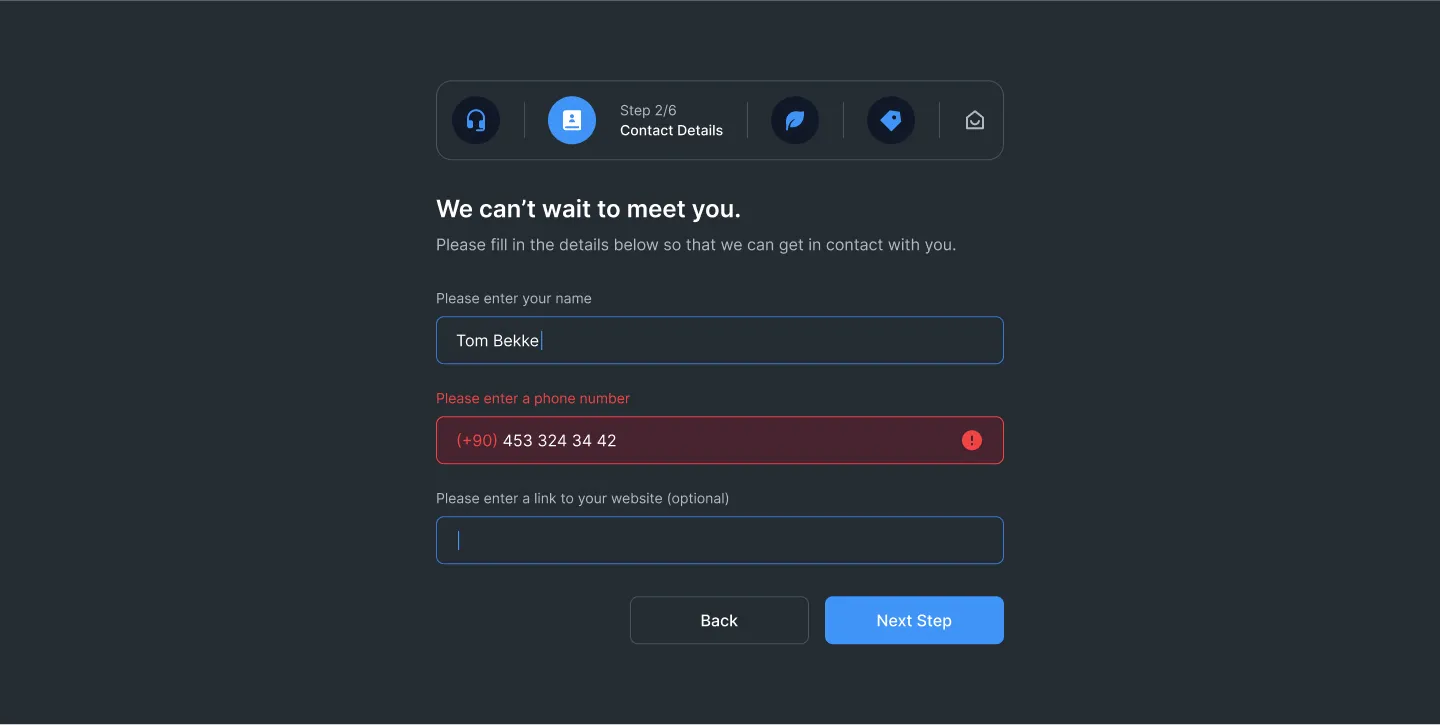 Step 2/6
Contact Details
We can’t wait to meet you.
Please fill in the details below so that we can get in contact with you.
Please enter your name
Tom Bekke
Please enter a phone number
(+90) 453 324 34 42
Please enter a link to your website (optional)
Back
Next Step